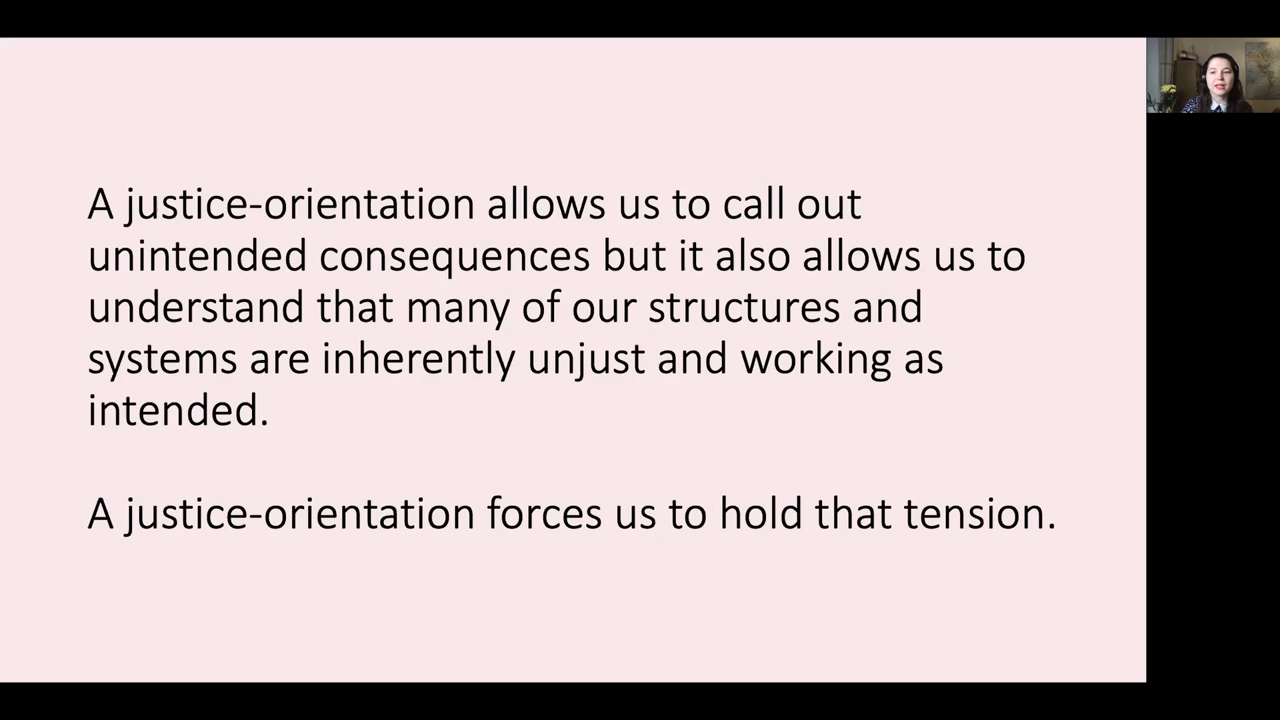 A justice-orientation allows us to call out
unintended consequences but it also allows us to
understand that many of our structures and
systems are inherently unjust and working as
intended.
A justice-orientation forces us to hold that tension.